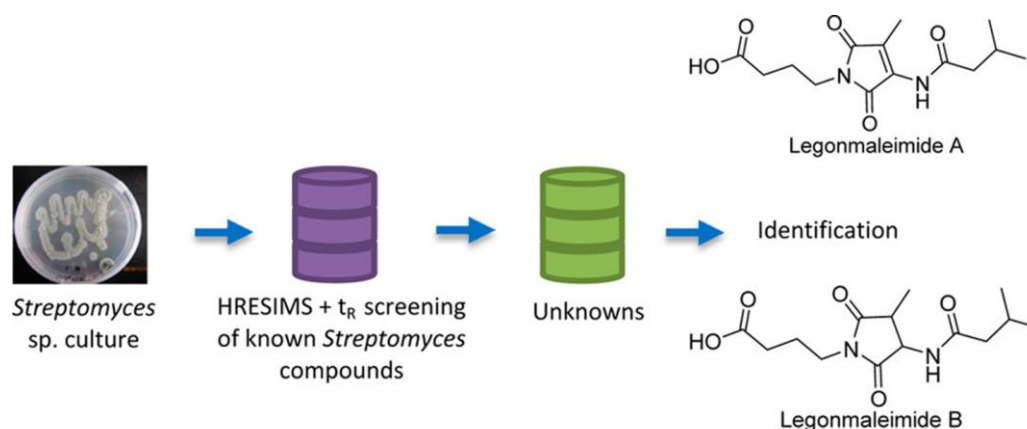 O
O
HO
N
O
N
H
O
Legonmaleimide A
Streptomyces
sp. culture
HRESIMS + tR screening
of known Streptomyces
compounds
Unknowns
Identification
O
O
HO
N
O
N
H
O
Legonmaleimide B